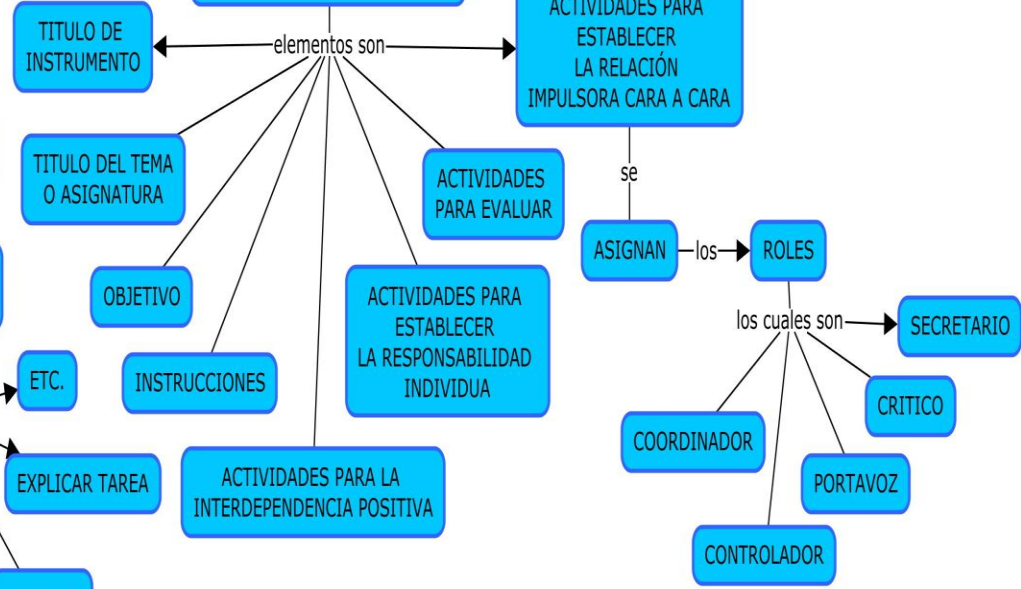 ACTIVIDADES PARA
ESTABLECER
LA RELACIÓN
IMPULSORA CARA A CARA
TITULO DE
INSTRUMENTO
elementos son
TITULO DEL TEMA
O ASIGNATURA
ACTIVIDADES
PARA EVALUAR
se
ASIGNAN
los
ROLES
OBJETIVO
ACTIVIDADES PARA
ESTABLECER
LA RESPONSABILIDAD
INDIVIDUA
los cuales son
SECRETARIO
ETC.
INSTRUCCIONES
CRITICO
COORDINADOR
EXPLICAR TAREA
ACTIVIDADES PARA LA
INTERDEPENDENCIA POSITIVA
PORTAVOZ
CONTROLADOR